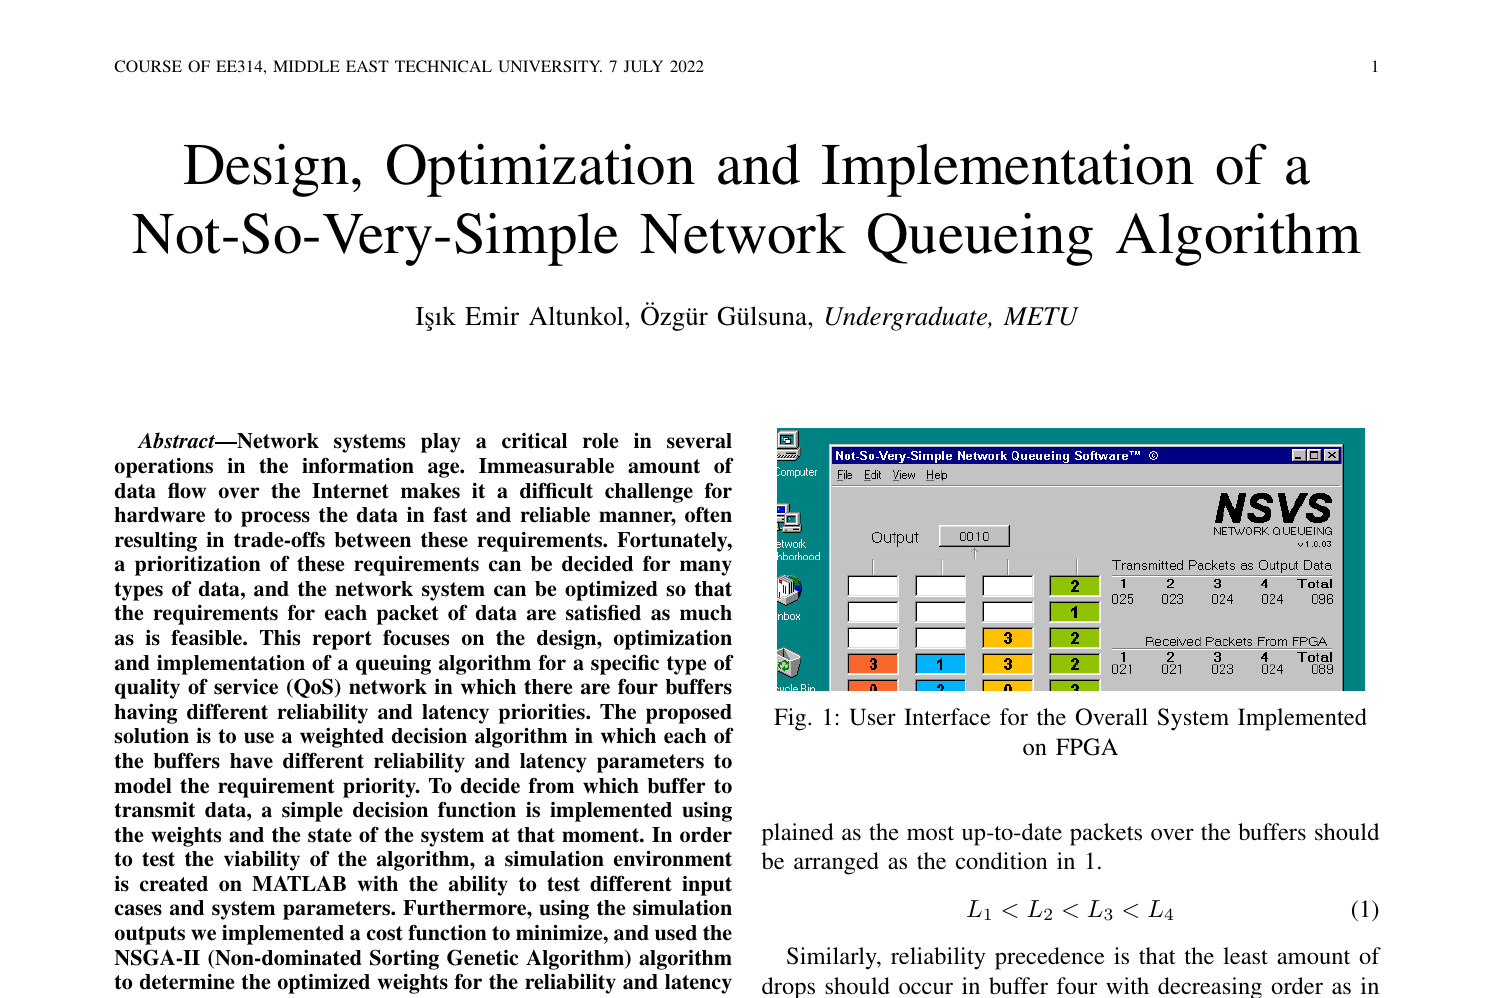 COURSE OF EE314, MIDDLE EAST TECHNICAL UNIVERSITY. 7 JULY 2022
1
Design, Optimization and Implementation of a
Not-So-Very-Simple Network Queueing Algorithm
Işık Emir Altunkol, Özgür Gülsuna, Undergraduate, METU
Abstract—Network systems play a critical role in several
operations in the information age. Immeasurable amount of
data flow over the Internet makes it a difficult challenge for
hardware to process the data in fast and reliable manner, often
resulting in trade-offs between these requirements. Fortunately,
a prioritization of these requirements can be decided for many
types of data, and the network system can be optimized so that
the requirements for each packet of data are satisfied as much
as is feasible. This report focuses on the design, optimization
and implementation of a queuing algorithm for a specific type of
quality of service (QoS) network in which there are four buffers
having different reliability and latency priorities. The proposed
solution is to use a weighted decision algorithm in which each of
the buffers have different reliability and latency parameters to
model the requirement priority. To decide from which buffer to
transmit data, a simple decision function is implemented using
the weights and the state of the system at that moment. In order
to test the viability of the algorithm, a simulation environment
is created on MATLAB with the ability to test different input
cases and system parameters. Furthermore, using the simulation
outputs we implemented a cost function to minimize, and used the
NSGA-II (Non-dominated Sorting Genetic Algorithm) algorithm
to determine the optimized weights for the reliability and latency
Computer
etwork
hborhood
nbox
cycle Bin
Not-So-Very-Simple Network Queueing Software™ ©
File Edit View Help
NSVS
NETWORK QUEUEING
v 1.0.03
Output 0010
Transmitted Packets as Output Data
1 2 3 4 Total
025 023 024 024 096
Received Packets From FPGA
1 2 3 4 Total
021 021 023 024 089
2
1
3 2
3 1 3 2
Fig. 1: User Interface for the Overall System Implemented
on FPGA
plained as the most up-to-date packets over the buffers should
be arranged as the condition in 1.
L1 < L2 < L3 < L4 (1)
Similarly, reliability precedence is that the least amount of
drops should occur in buffer four with decreasing order as in